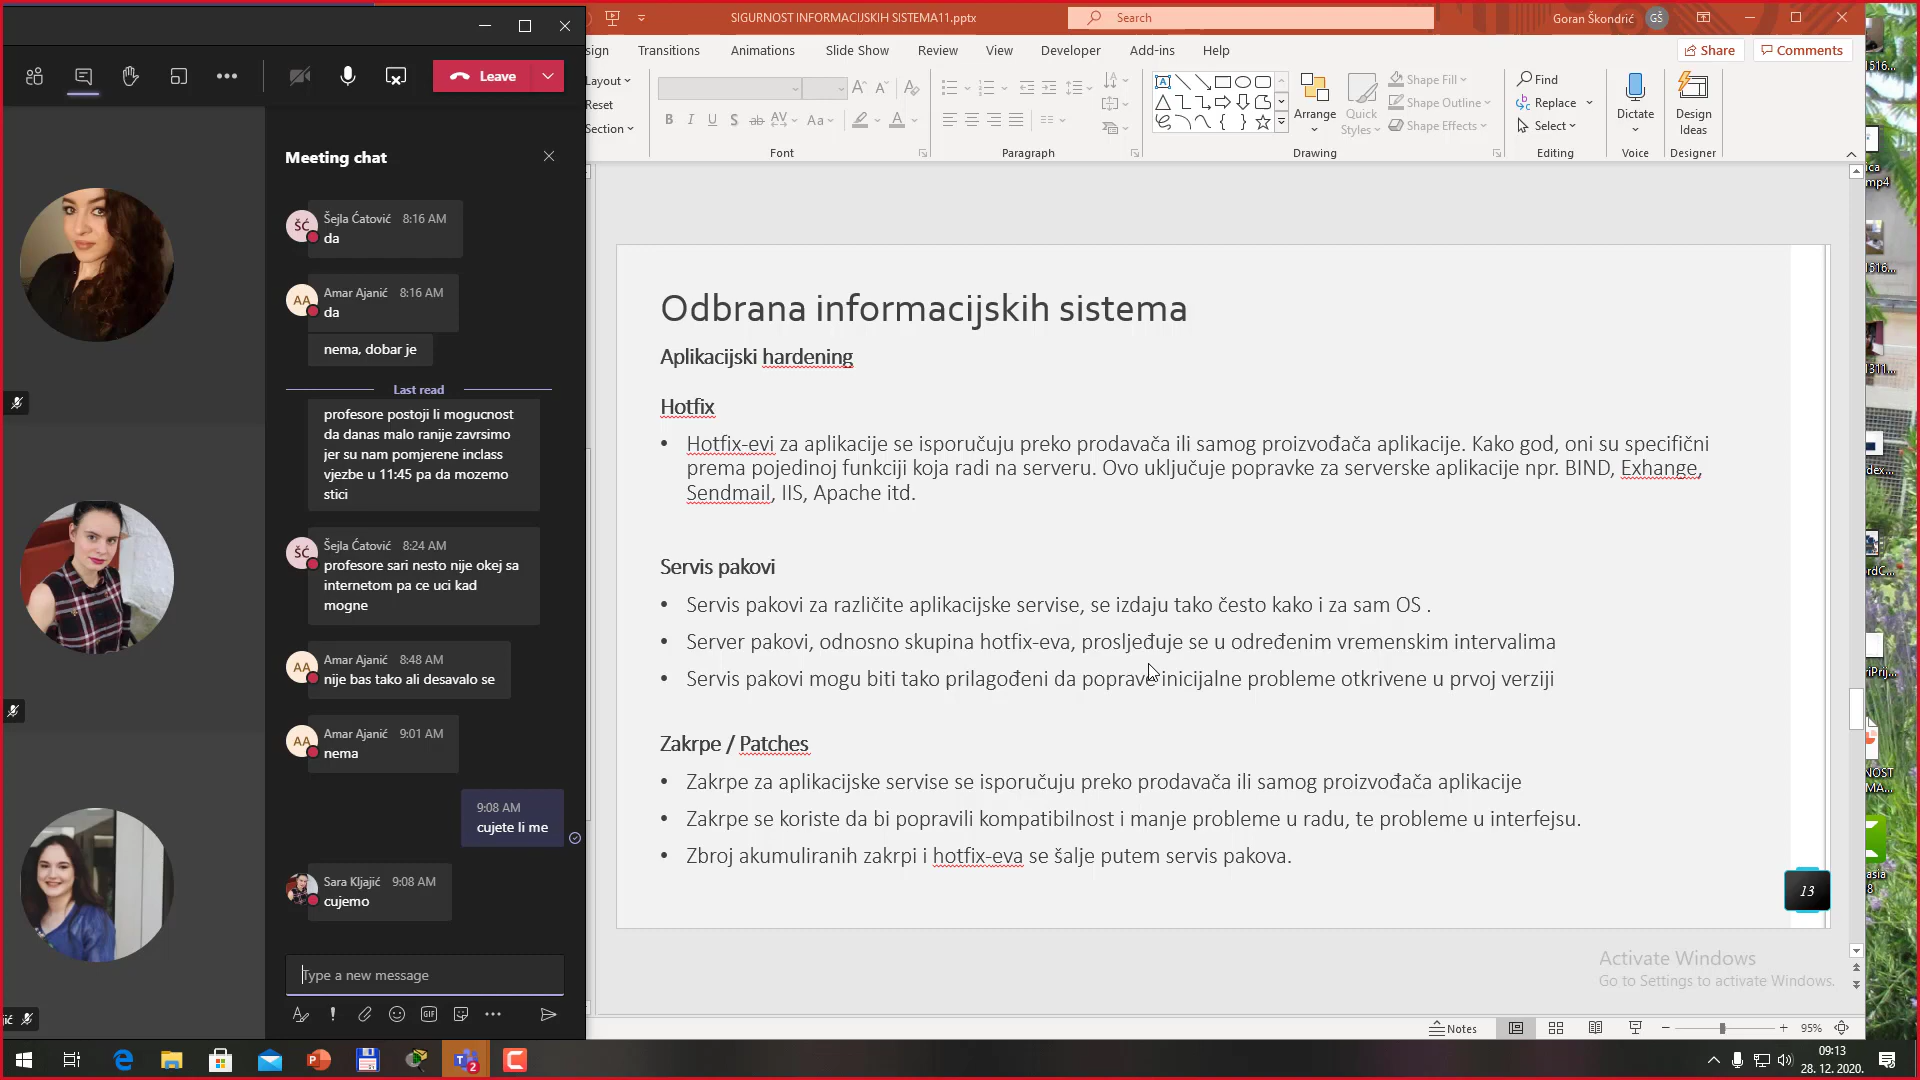 Leave
Meeting chat
ŠĆ
Šejla Ćatović 8:16 AM
da
AA
Amar Ajanić 8:16 AM
da
nema, dobar je
Last read
profesore postoji li mogucnost
da danas malo ranije zavrsimo
jer su nam pomjerene inclass
vjezbe u 11:45 pa da mozemo
stici
ŠĆ
Šejla Ćatović 8:24 AM
profesore sari nesto nije okej sa
internetom pa ce uci kad
mogne
AA
Amar Ajanić 8:48 AM
nije bas tako ali desavalo se
AA
Amar Ajanić 9:01 AM
nema
9:08 AM
cujete li me
Sara Kljajić 9:08 AM
cujemo
Type a new message
GIF
jić
SIGURNOST INFORMACIJSKIH SISTEMA11.pptx
Search
Goran Škondrić GŠ
sign Transitions Animations Slide Show Review View Developer Add-ins Help
Share Comments
ayout
Reset
Section
Font
Paragraph
Arrange
Quick
Styles
Shape Fill
Shape Outline
Shape Effects
Drawing
Find
Replace
Select
Editing
Dictate
Voice
Design
Ideas
Designer
Odbrana informacijskih sistema
Aplikacijski hardening
Hotfix
• Hotfix-evi za aplikacije se isporučuju preko prodavača ili samog proizvođača aplikacije. Kako god, oni su specifični
prema pojedinoj funkciji koja radi na serveru. Ovo uključuje popravke za serverske aplikacije npr. BIND, Exhange,
Sendmail, IIS, Apache itd.
Servis pakovi
• Servis pakovi za različite aplikacijske servise, se izdaju tako često kako i za sam OS .
• Server pakovi, odnosno skupina hotfix-eva, prosljeđuje se u određenim vremenskim intervalima
• Servis pakovi mogu biti tako prilagođeni da poprave inicijalne probleme otkrivene u prvoj verziji
Zakrpe / Patches
• Zakrpe za aplikacijske servise se isporučuju preko prodavača ili samog proizvođača aplikacije
• Zakrpe se koriste da bi popravili kompatibilnost i manje probleme u radu, te probleme u interfejsu.
• Zbroj akumuliranih zakrpi i hotfix-eva se šalje putem servis pakova.
13
Activate Windows
Go to Settings to activate Windows.
Notes
95%
2
09:13
28. 12. 2020.